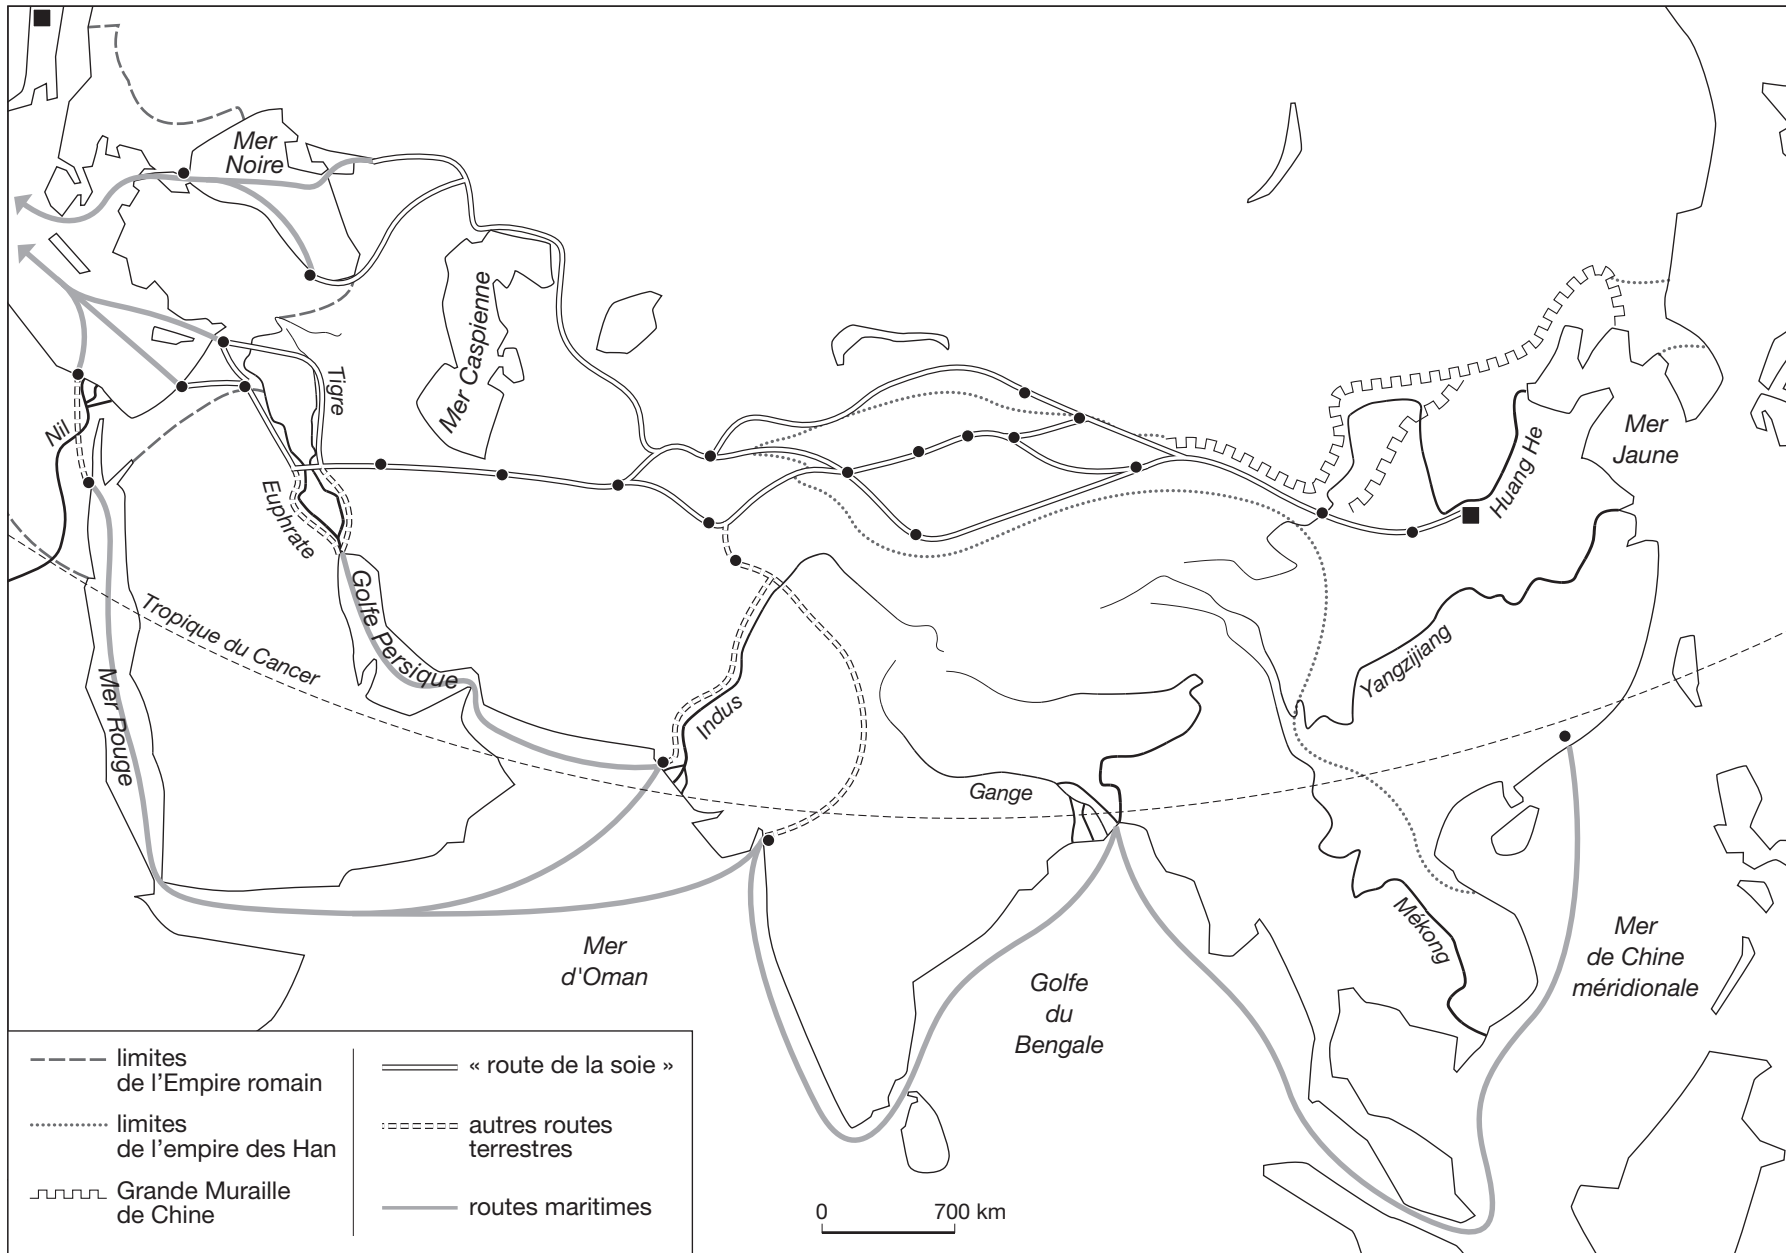 Mer
Noire
Mer Caspienne
Tigre
Nil
Euphrate
Golfe Persique
Tropique du Cancer
Mer Rouge
Indus
Gange
Huang He
Mer
Jaune
Yangzijiang
Mékong
Mer
d'Oman
Golfe
du
Bengale
Mer
de Chine
méridionale
limites
de l'Empire romain
limites
de l'empire des Han
Grande Muraille
de Chine
« route de la soie »
autres routes
terrestres
routes maritimes
0 700 km